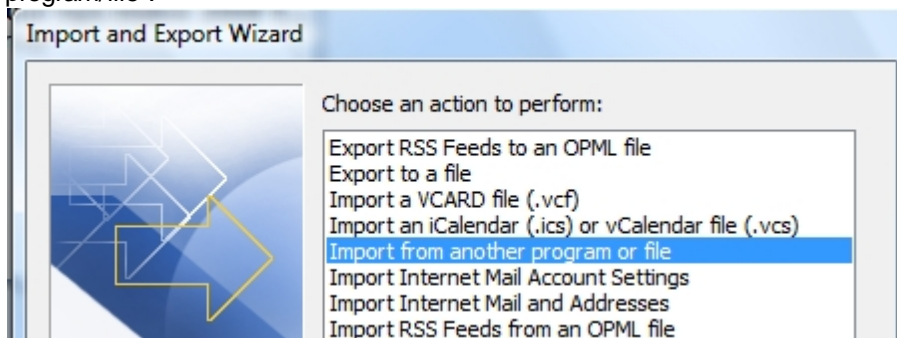 program/file".
Import and Export Wizard
Choose an action to perform:
Export RSS Feeds to an OPML file
Export to a file
Import a VCARD file (.vcf)
Import an iCalendar (.ics) or vCalendar file (.vcs)
Import from another program or file
Import Internet Mail Account Settings
Import Internet Mail and Addresses
Import RSS Feeds from an OPML file